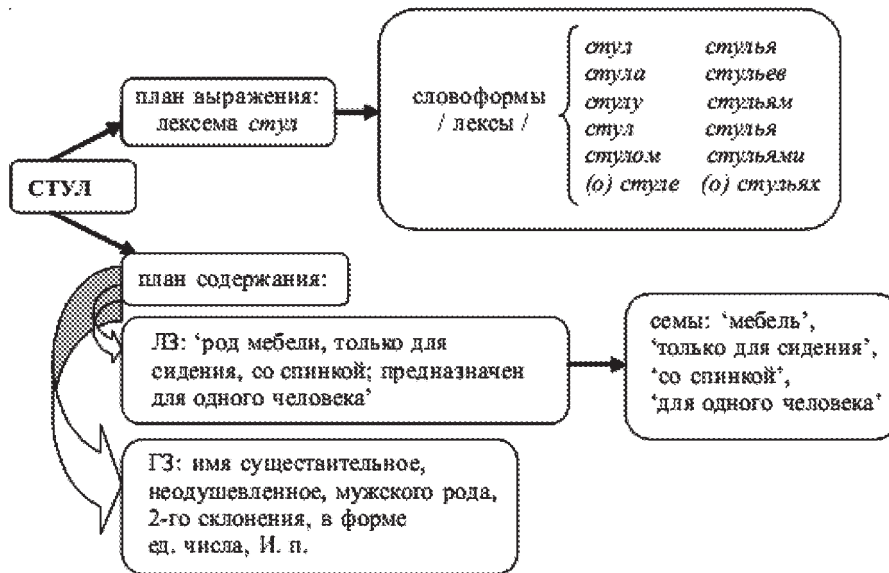 план выражения:
лексема стул
словоформы
/ лексы /
стул стулья
стула стульев
стулу стульям
стул стулья
стулом стульями
(о) стуле (о) стульях
СТУЛ
план содержания:
ЛЗ: ‘род мебели, только для
сидения, со спинкой; предназначен
для одного человека’
семы: ‘мебель’,
‘только для сидения’,
‘со спинкой’,
‘для одного человека’
ГЗ: имя существительное,
неодушевленное, мужского рода,
2-го склонения, в форме
ед. числа, И. п.